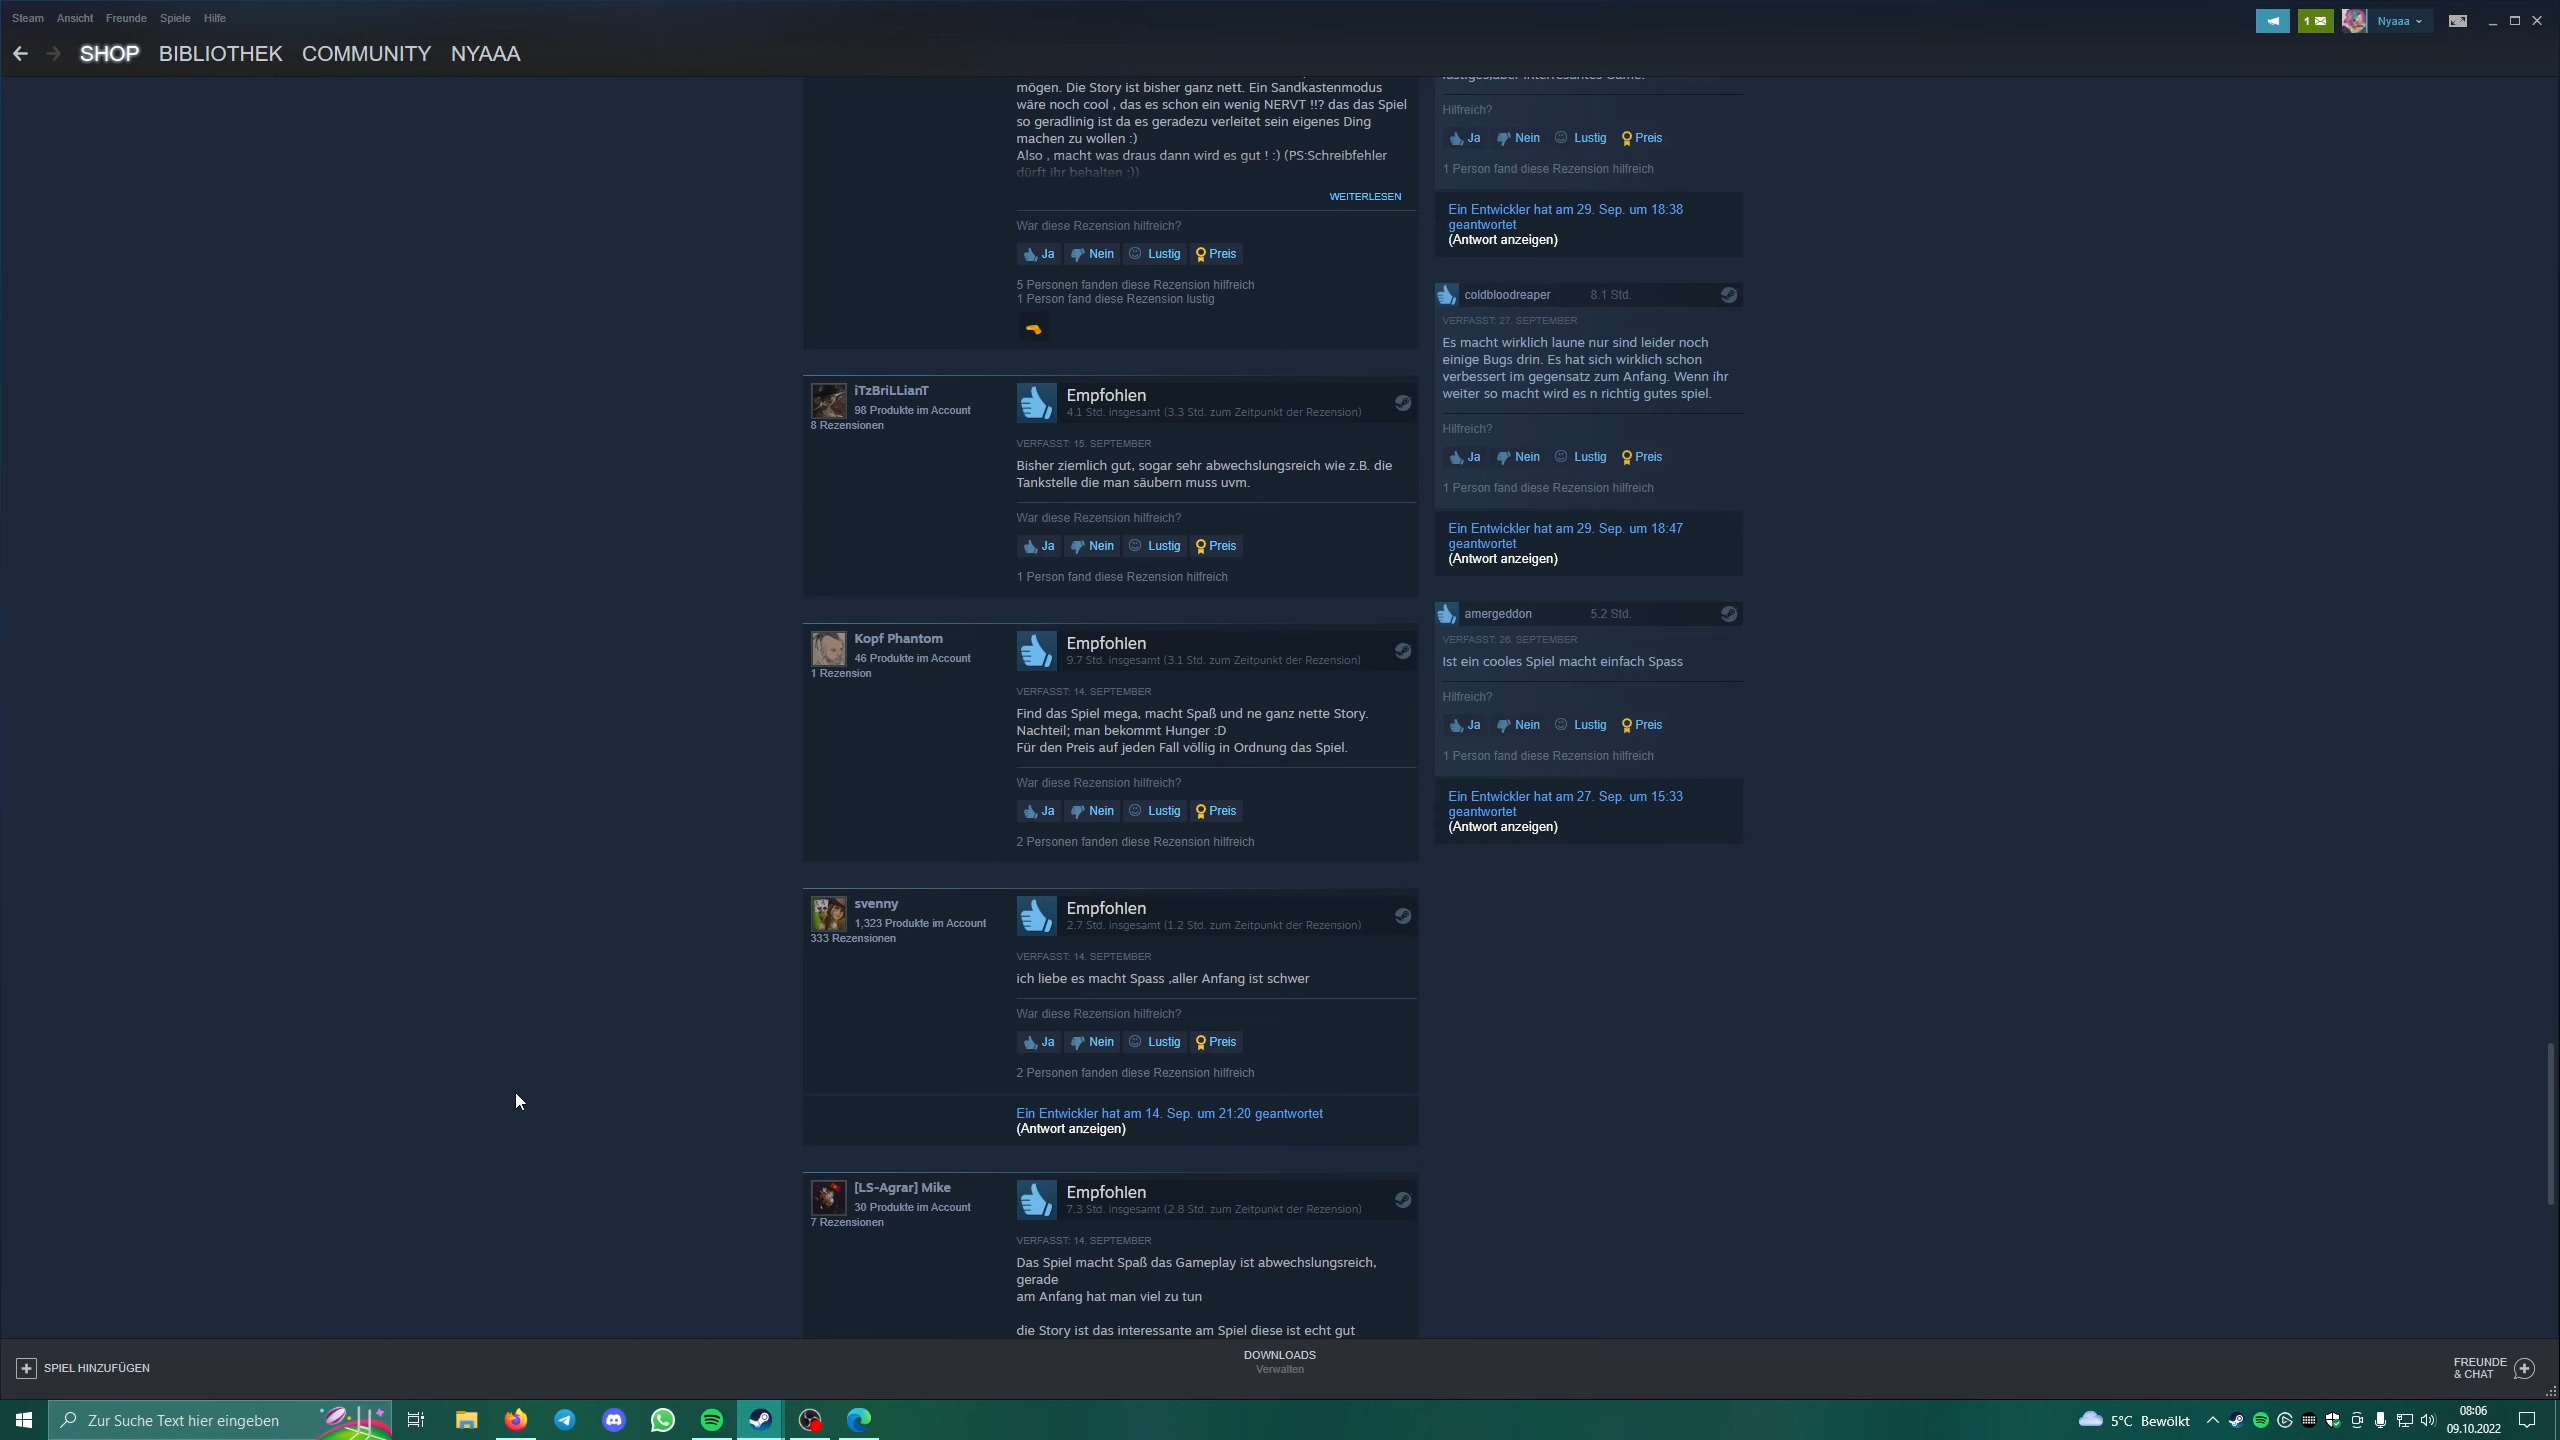 Steam Ansicht Freunde Spiele Hilfe
1
Nyaaa
SHOP BIBLIOTHEK COMMUNITY NYAAA
mögen. Die Story ist bisher ganz nett. Ein Sandkastenmodus
wäre noch cool , das es schon ein wenig NERVT !!? das das Spiel
so geradlinig ist da es geradezu verleitet sein eigenes Ding
machen zu wollen :)
Also , macht was draus dann wird es gut ! :) (PS:Schreibfehler
dürft ihr behalten ;))
WEITERLESEN
War diese Rezension hilfreich?
Ja Nein Lustig Preis
5 Personen fanden diese Rezension hilfreich
1 Person fand diese Rezension lustig
iTzBriLLianT
98 Produkte im Account
8 Rezensionen
Empfohlen
4.1 Std. insgesamt (3.3 Std. zum Zeitpunkt der Rezension)
VERFASST: 15. SEPTEMBER
Bisher ziemlich gut, sogar sehr abwechslungsreich wie z.B. die
Tankstelle die man säubern muss uvm.
War diese Rezension hilfreich?
Ja Nein Lustig Preis
1 Person fand diese Rezension hilfreich
Kopf Phantom
46 Produkte im Account
1 Rezension
Empfohlen
9.7 Std. insgesamt (3.1 Std. zum Zeitpunkt der Rezension)
VERFASST: 14. SEPTEMBER
Find das Spiel mega, macht Spaß und ne ganz nette Story.
Nachteil; man bekommt Hunger :D
Für den Preis auf jeden Fall völlig in Ordnung das Spiel.
War diese Rezension hilfreich?
Ja Nein Lustig Preis
2 Personen fanden diese Rezension hilfreich
svenny
1,323 Produkte im Account
333 Rezensionen
Empfohlen
2.7 Std. insgesamt (1.2 Std. zum Zeitpunkt der Rezension)
VERFASST: 14. SEPTEMBER
ich liebe es macht Spass ,aller Anfang ist schwer
War diese Rezension hilfreich?
Ja Nein Lustig Preis
2 Personen fanden diese Rezension hilfreich
Ein Entwickler hat am 14. Sep. um 21:20 geantwortet
(Antwort anzeigen)
[LS-Agrar] Mike
30 Produkte im Account
7 Rezensionen
Empfohlen
7.3 Std. insgesamt (2.8 Std. zum Zeitpunkt der Rezension)
VERFASST: 14. SEPTEMBER
Das Spiel macht Spaß das Gameplay ist abwechslungsreich,
gerade
am Anfang hat man viel zu tun
die Story ist das interessante am Spiel diese ist echt gut
Hilfreich?
Ja Nein Lustig Preis
1 Person fand diese Rezension hilfreich
Ein Entwickler hat am 29. Sep. um 18:38
geantwortet
(Antwort anzeigen)
coldbloodreaper 8.1 Std.
VERFASST: 27. SEPTEMBER
Es macht wirklich laune nur sind leider noch
einige Bugs drin. Es hat sich wirklich schon
verbessert im gegensatz zum Anfang. Wenn ihr
weiter so macht wird es n richtig gutes spiel.
Hilfreich?
Ja Nein Lustig Preis
1 Person fand diese Rezension hilfreich
Ein Entwickler hat am 29. Sep. um 18:47
geantwortet
(Antwort anzeigen)
amergeddon 5.2 Std.
VERFASST: 26. SEPTEMBER
Ist ein cooles Spiel macht einfach Spass
Hilfreich?
Ja Nein Lustig Preis
1 Person fand diese Rezension hilfreich
Ein Entwickler hat am 27. Sep. um 15:33
geantwortet
(Antwort anzeigen)
SPIEL HINZUFÜGEN
DOWNLOADS
Verwalten
FREUNDE
& CHAT
Zur Suche Text hier eingeben
5°C Bewölkt
08:06
09.10.2022